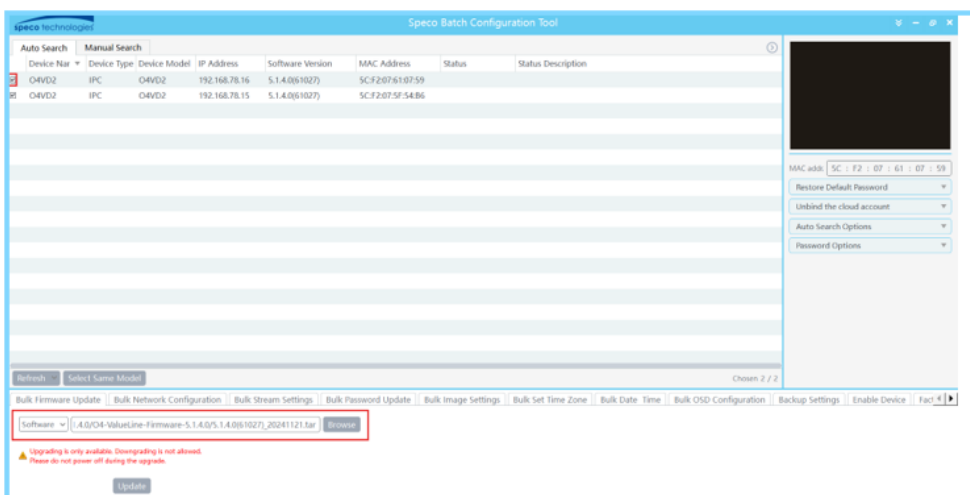 speco technologies
Speco Batch Configuration Tool
Auto Search Manual Search
Device Nar Device Type Device Model IP Address Software Version MAC Address Status Status Description
O4VD2 IPC O4VD2 192.168.78.16 5.1.4.0(61027) 5C:F2:07:61:07:59
O4VD2 IPC O4VD2 192.168.78.15 5.1.4.0(61027) 5C:F2:07:5F:54:B6
MAC addr. 5C : F2 : 07 : 61 : 07 : 59
Restore Default Password
Unbind the cloud account
Auto Search Options
Password Options
Refresh Select Same Model Chosen 2 / 2
Bulk Firmware Update Bulk Network Configuration Bulk Stream Settings Bulk Password Update Bulk Image Settings Bulk Set Time Zone Bulk Date Time Bulk OSD Configuration Backup Settings Enable Device Fact
Software .4.0/O4-ValueLine-Firmware-5.1.4.0/5.1.4.0(61027)_20241121.tar Browse
Upgrading is only available. Downgrading is not allowed.
Please do not power off during the upgrade.
Update